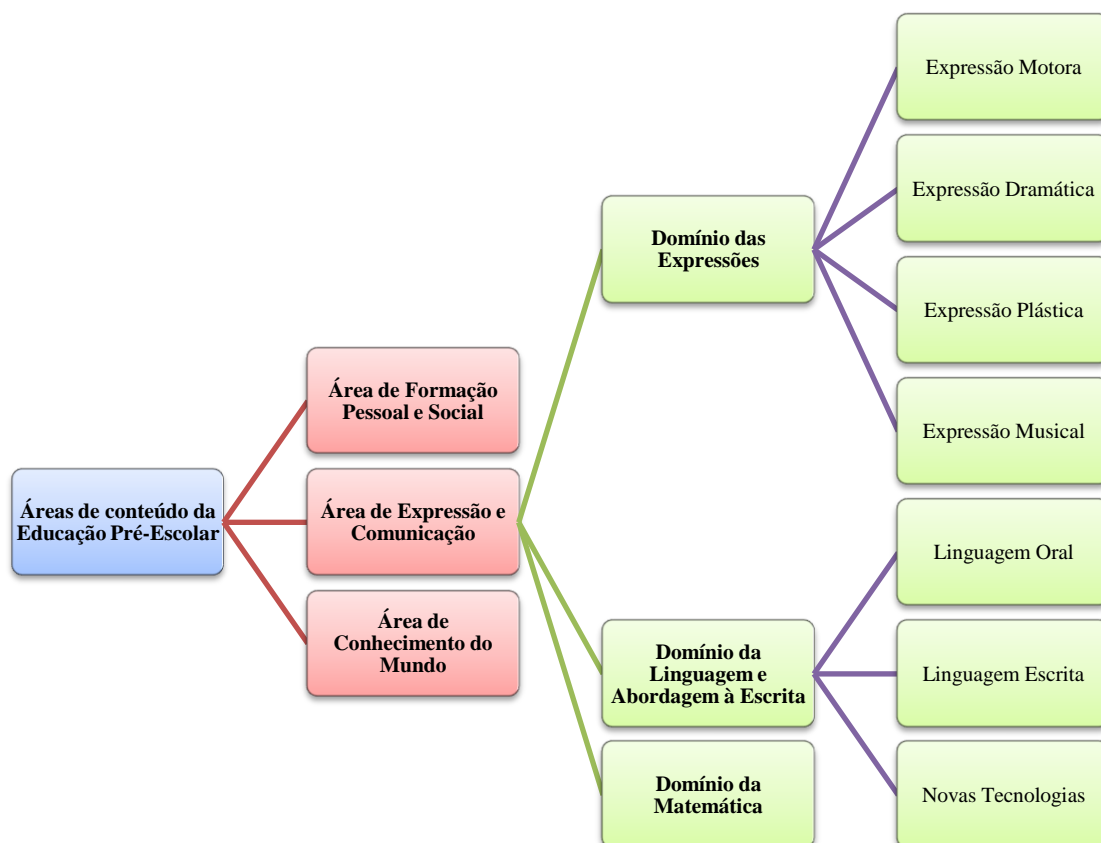 Áreas de conteúdo da
Educação Pré-Escolar
Área de Formação
Pessoal e Social
Área de Expressão e
Comunicação
Área de
Conhecimento do
Mundo
Domínio das
Expressões
Domínio da
Linguagem e
Abordagem à Escrita
Domínio da
Matemática
Expressão Motora
Expressão Dramática
Expressão Plástica
Expressão Musical
Linguagem Oral
Linguagem Escrita
Novas Tecnologias